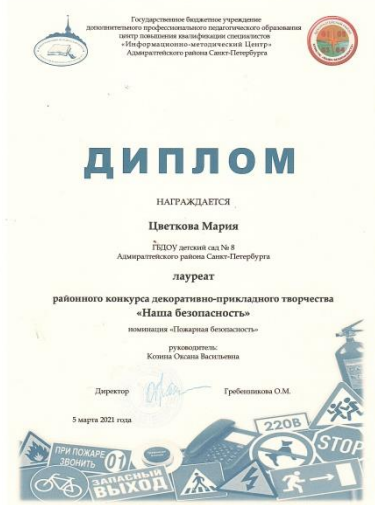 Государственное бюджетное учреждение
дополнительного профессионального педагогического образования
центр повышения квалификации специалистов
«Информационно-методический Центр»
Адмиралтейского района Санкт-Петербурга
ДИПЛОМ
НАГРАЖДАЕТСЯ
Цветкова Мария
ГБДОУ детский сад № 8
Адмиралтейского района Санкт-Петербурга
лауреат
районного конкурса декоративно-прикладного творчества
«Наша безопасность»
номинация «Пожарная безопасность»
руководитель:
Козина Оксана Васильевна
Директор
Гребенникова О.М.
5 марта 2021 года
220В
STOP
ПРИ ПОЖАРЕ
ЗВОНИТЬ 01
ЗАПАСНЫЙ
ВЫХОД